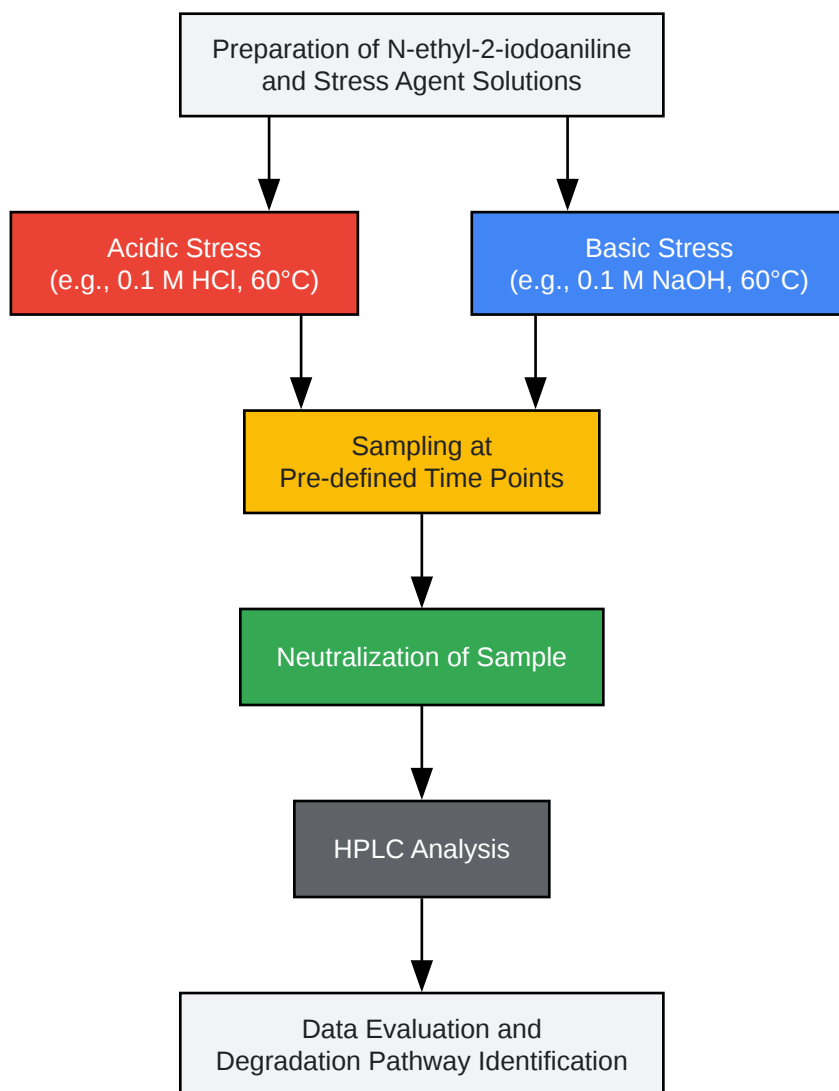 Preparation of N-ethyl-2-iodoaniline
and Stress Agent Solutions
Acidic Stress
(e.g., 0.1 M HCl, 60°C)
Basic Stress
(e.g., 0.1 M NaOH, 60°C)
Sampling at
Pre-defined Time Points
Neutralization of Sample
HPLC Analysis
Data Evaluation and
Degradation Pathway Identification